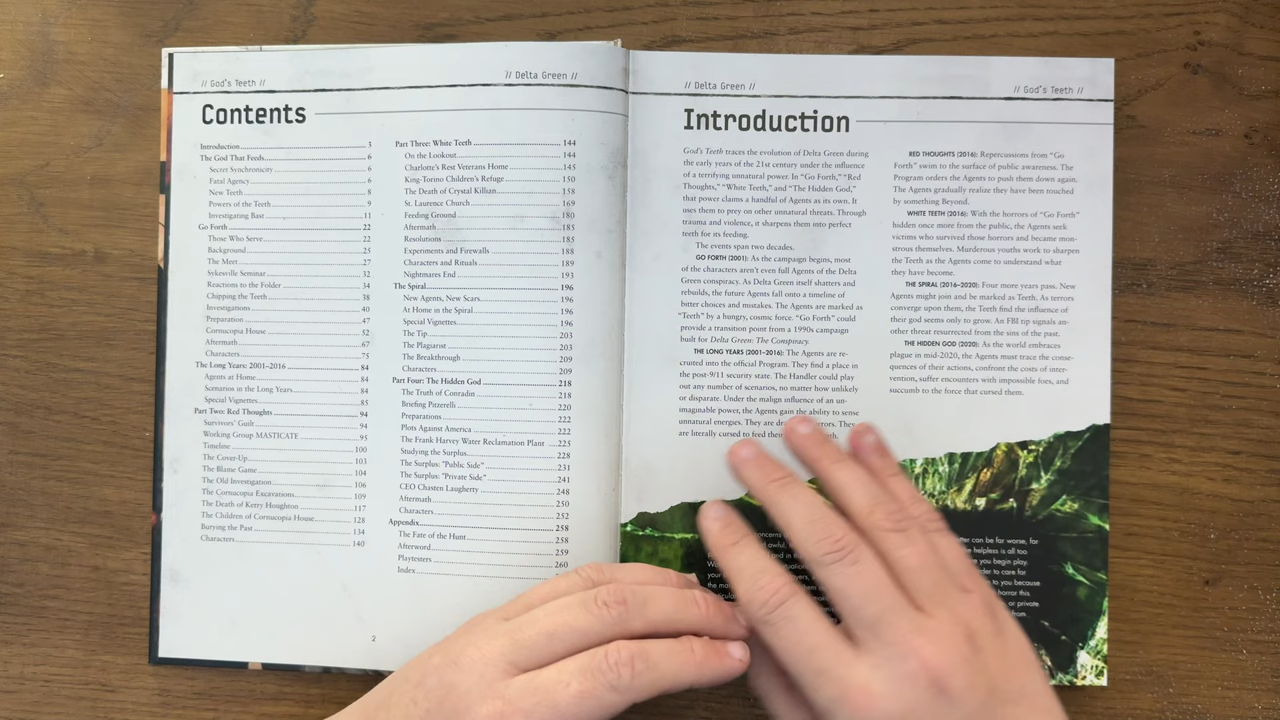 // God's Teeth //
// Delta Green //
Contents
Introduction 3
The God That Feeds 6
Secret Synchronicity 6
Fatal Agency 6
New Teeth 8
Powers of the Teeth 9
Investigating Bast 11
Go Forth 22
Those Who Serve 22
Background 25
The Meet 27
Sykesville Seminar 32
Reactions to the Folder 34
Chipping the Teeth 38
Investigations 40
Preparation 47
Cornucopia House 52
Aftermath 67
Characters 75
The Long Years: 2001–2016 84
Agents at Home 84
Scenarios in the Long Years 84
Special Vignettes 85
Part Two: Red Thoughts 94
Survivors' Guilt 94
Working Group MASTICATE 95
Timeline 100
The Cover-Up 103
The Blame Game 104
The Old Investigation 106
The Cornucopia Excavations 109
The Death of Kerry Houghton 117
The Children of Cornucopia House 128
Burying the Past 134
Characters 140
Part Three: White Teeth 144
On the Lookout 144
Charlotte's Rest Veterans Home 145
King-Torino Children's Refuge 150
The Death of Crystal Killian 158
St. Laurence Church 169
Feeding Ground 180
Aftermath 185
Resolutions 185
Experiments and Firewalls 188
Characters and Rituals 189
Nightmares End 193
The Spiral 196
New Agents, New Scars 196
At Home in the Spiral 196
Special Vignettes 196
The Tip 203
The Plagiarist 203
The Breakthrough 209
Characters 209
Part Four: The Hidden God 218
The Truth of Conradin 218
Briefing Pitzerelli 220
Preparations 222
Plots Against America 222
The Frank Harvey Water Reclamation Plant 225
Studying the Surplus 228
The Surplus: "Public Side" 231
The Surplus: "Private Side" 241
CEO Chasten Laugherty 248
Aftermath 250
Characters 252
Appendix 258
The Fate of the Hunt 258
Afterword 259
Playtesters 260
Index
2
// Delta Green //
// God's Teeth //
Introduction
God's Teeth traces the evolution of Delta Green during
the early years of the 21st century under the influence
of a terrifying unnatural power. In "Go Forth," "Red
Thoughts," "White Teeth," and "The Hidden God,"
that power claims a handful of Agents as its own. It
uses them to prey on other unnatural threats. Through
trauma and violence, it sharpens them into perfect
teeth for its feeding.
The events span two decades.
GO FORTH (2001): As the campaign begins, most
of the characters aren't even full Agents of the Delta
Green conspiracy. As Delta Green itself shatters and
rebuilds, the future Agents fall onto a timeline of
bitter choices and mistakes. The Agents are marked as
"Teeth" by a hungry, cosmic force. "Go Forth" could
provide a transition point from a 1990s campaign
built for Delta Green: The Conspiracy.
THE LONG YEARS (2001–2016): The Agents are re-
cruited into the official Program. They find a place in
the post-9/11 security state. The Handler could play
out any number of scenarios, no matter how unlikely
or disparate. Under the malign influence of an un-
imaginable power, the Agents gain the ability to sense
unnatural energies. They are terrors. They
are literally cursed to feed
RED THOUGHTS (2016): Repercussions from "Go
Forth" swim to the surface of public awareness. The
Program orders the Agents to push them down again.
The Agents gradually realize they have been touched
by something Beyond.
WHITE TEETH (2016): With the horrors of "Go Forth"
hidden once more from the public, the Agents seek
victims who survived those horrors and became mon-
strous themselves. Murderous youths work to sharpen
the Teeth as the Agents come to understand what
they have become.
THE SPIRAL (2016–2020): Four more years pass. New
Agents might join and be marked as Teeth. As terrors
converge upon them, the Teeth find the influence of
their god seems only to grow. An FBI tip signals an-
other threat resurrected from the sins of the past.
THE HIDDEN GOD (2020): As the world embraces
plague in mid-2020, the Agents must trace the conse-
quences of their actions, confront the costs of inter-
vention, suffer encounters with impossible foes, and
succumb to the force that cursed them.
concerns can be far worse, far
awful, helpless is all too
and in you begin play.
your to care for
the to you because
horror this
or private
from